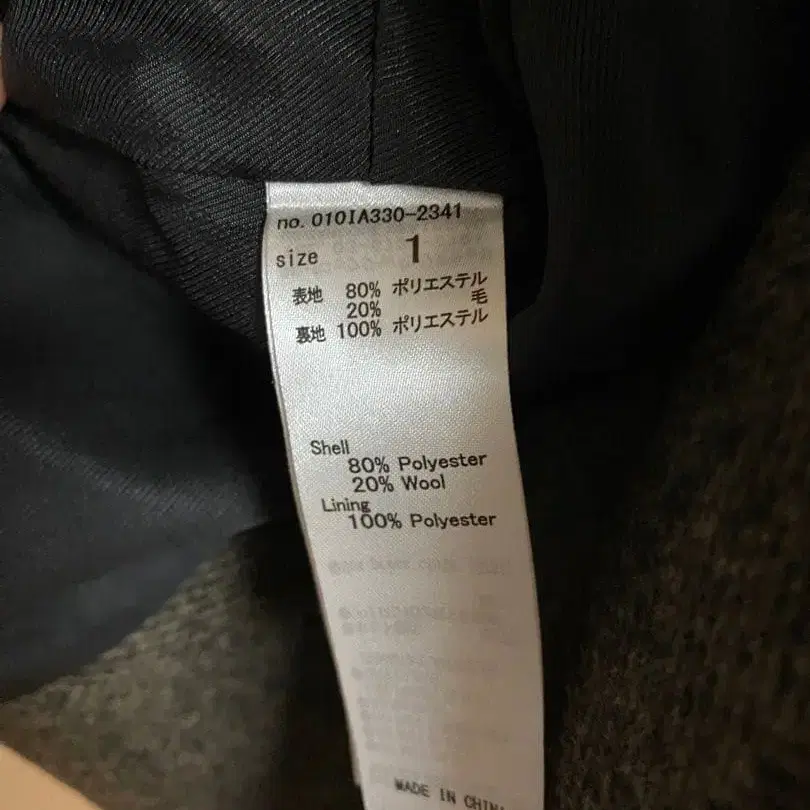 no. 010IA330-2341
size 1
表地 80% ポリエステル
20% 毛
裏地 100% ポリエステル
Shell
80% Polyester
20% Wool
Lining
100% Polyester
MADE IN CHINA